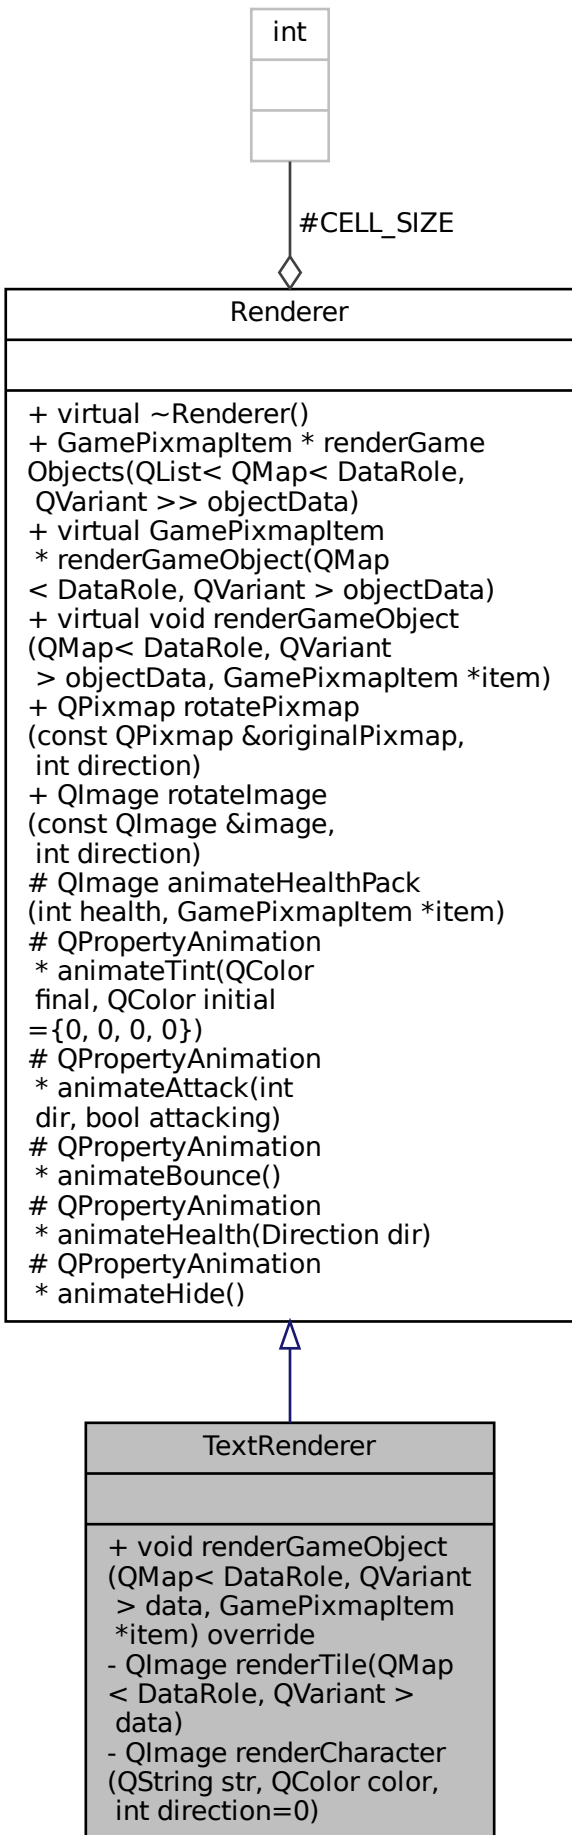 int
#CELL_SIZE
Renderer
+ virtual ~Renderer()
+ GamePixmapItem * renderGame
Objects(QList< QMap< DataRole,
QVariant >> objectData)
+ virtual GamePixmapItem
* renderGameObject(QMap
< DataRole, QVariant > objectData)
+ virtual void renderGameObject
(QMap< DataRole, QVariant
> objectData, GamePixmapItem *item)
+ QPixmap rotatePixmap
(const QPixmap &originalPixmap,
int direction)
+ QImage rotateImage
(const QImage &image,
int direction)
# QImage animateHealthPack
(int health, GamePixmapItem *item)
# QPropertyAnimation
* animateTint(QColor
final, QColor initial
={0, 0, 0, 0})
# QPropertyAnimation
* animateAttack(int
dir, bool attacking)
# QPropertyAnimation
* animateBounce()
# QPropertyAnimation
* animateHealth(Direction dir)
# QPropertyAnimation
* animateHide()
TextRenderer
+ void renderGameObject
(QMap< DataRole, QVariant
> data, GamePixmapItem
*item) override
- QImage renderTile(QMap
< DataRole, QVariant >
data)
- QImage renderCharacter
(QString str, QColor color,
int direction=0)